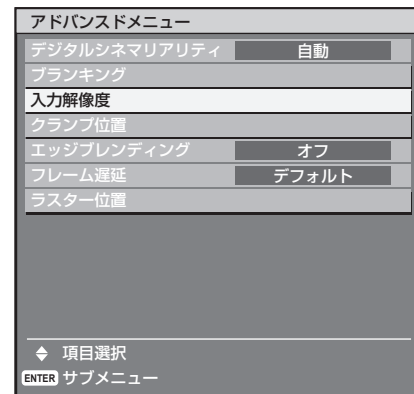 アドバンスドメニュー
デジタルシネマリアリティ 自動
ブランキング
入力解像度
クランプ位置
エッジブレンディング オフ
フレーム遅延 デフォルト
ラスター位置
項目選択
ENTER サブメニュー